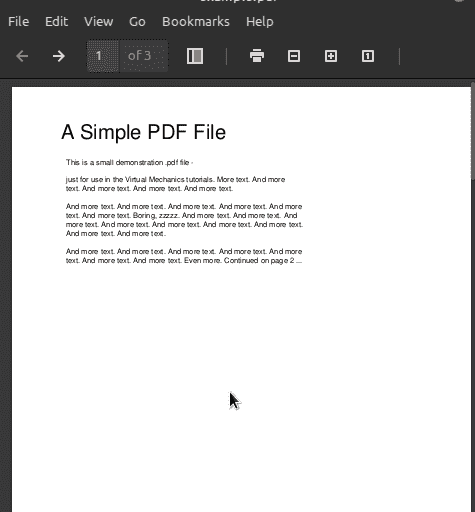 File Edit View Go Bookmarks Help
1 of 3
A Simple PDF File
This is a small demonstration .pdf file -
just for use in the Virtual Mechanics tutorials. More text. And more
text. And more text. And more text. And more text.
And more text. And more text. And more text. And more text. And more
text. And more text. Boring, zzzzz. And more text. And more text. And
more text. And more text. And more text. And more text. And more text.
And more text. And more text.
And more text. And more text. And more text. And more text. And more
text. And more text. And more text. Even more. Continued on page 2 ...